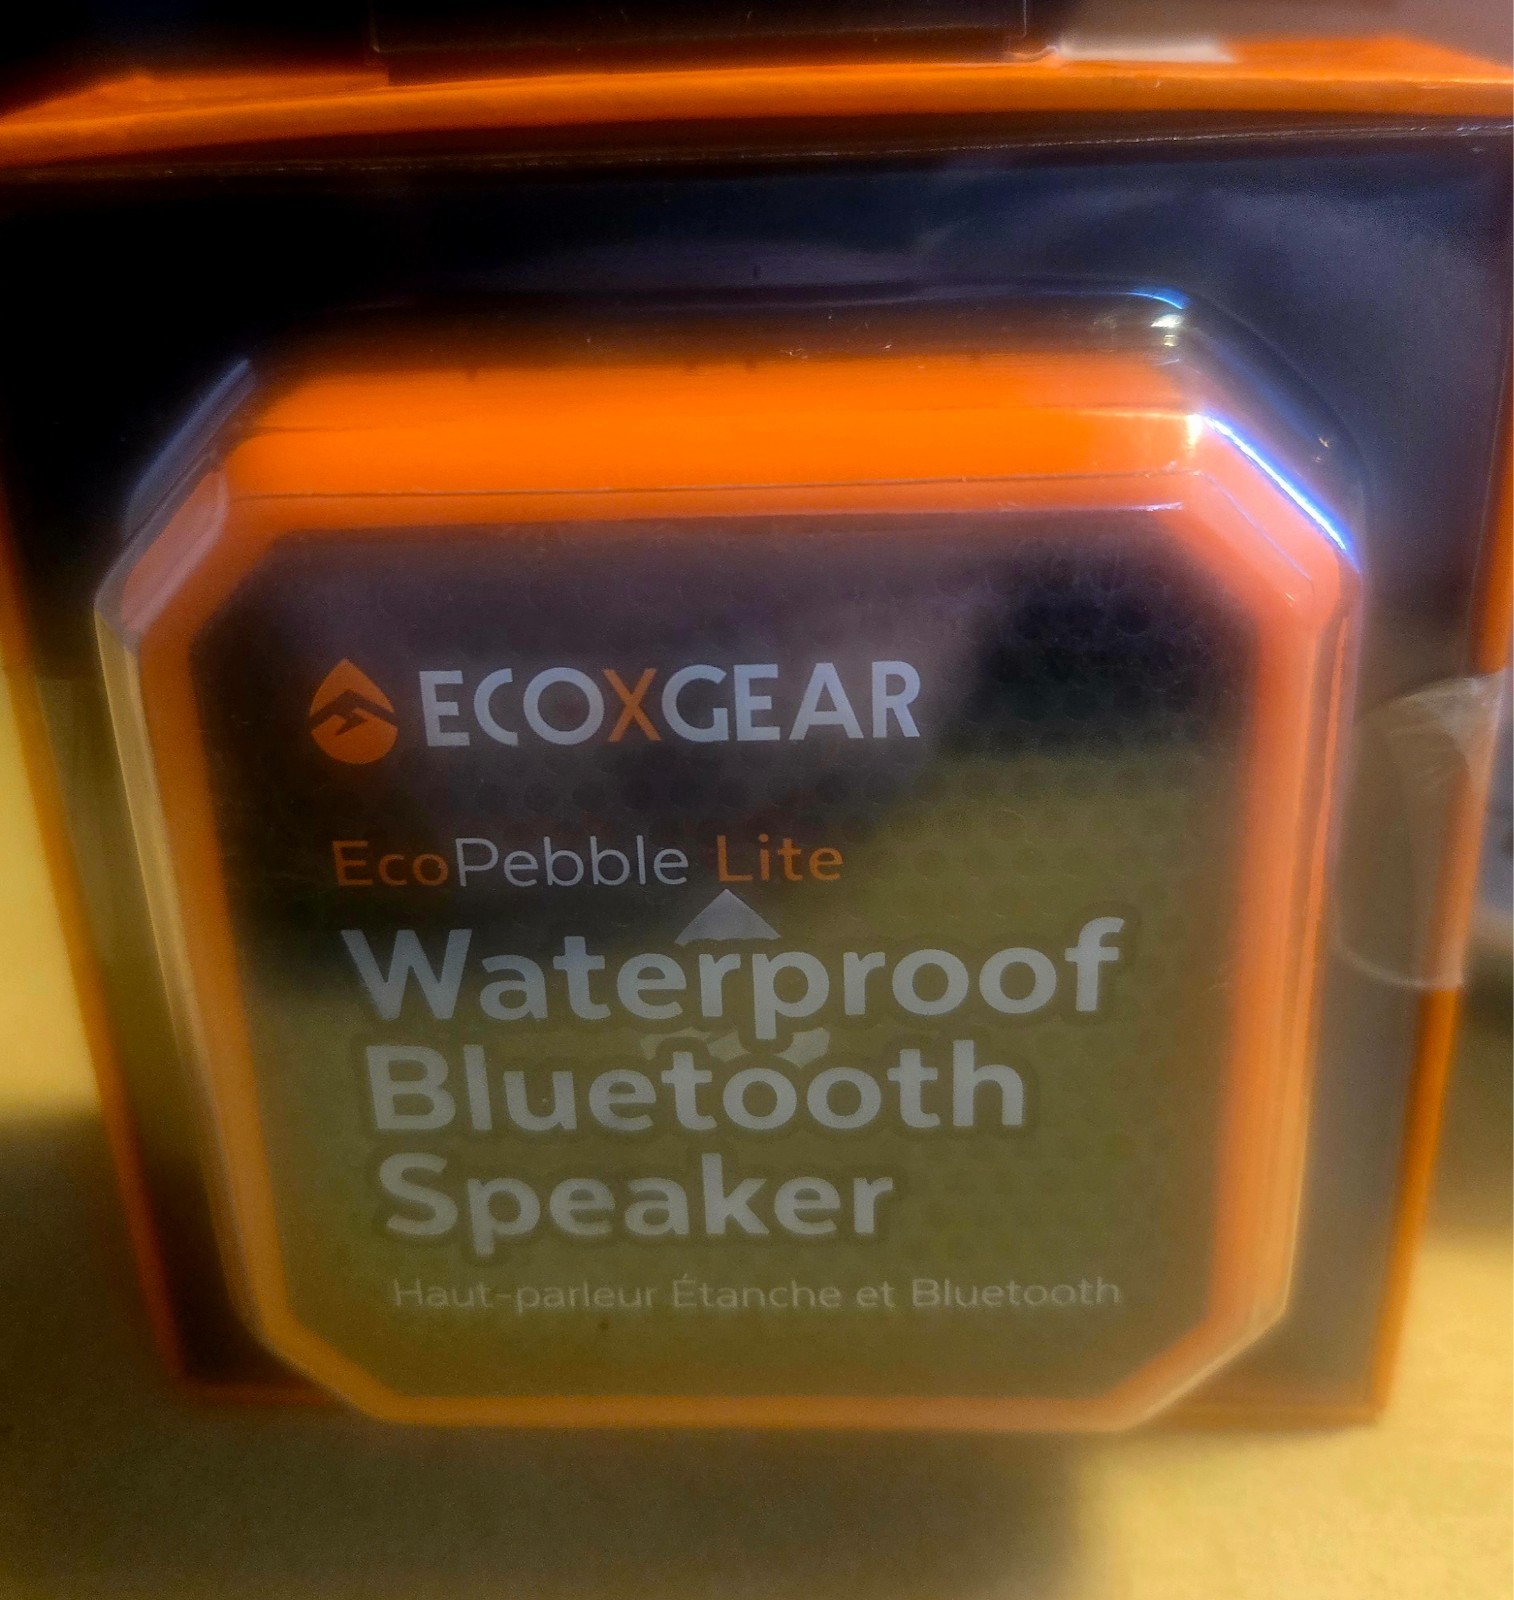 ECOXGEAR
EcoPebble Lite
Waterproof
Bluetooth
Speaker
Haut-parleur Étanche et Bluetooth